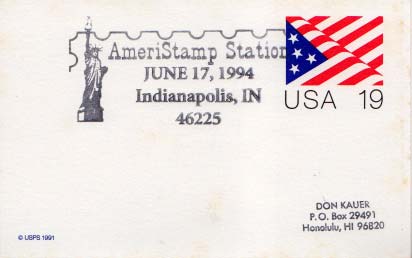 AmeriStamp Station
JUNE 17, 1994
Indianapolis, IN
46225
USA 19
DON KAUER
P.O. Box 29491
Honolulu, HI 96820
© USPS 1991